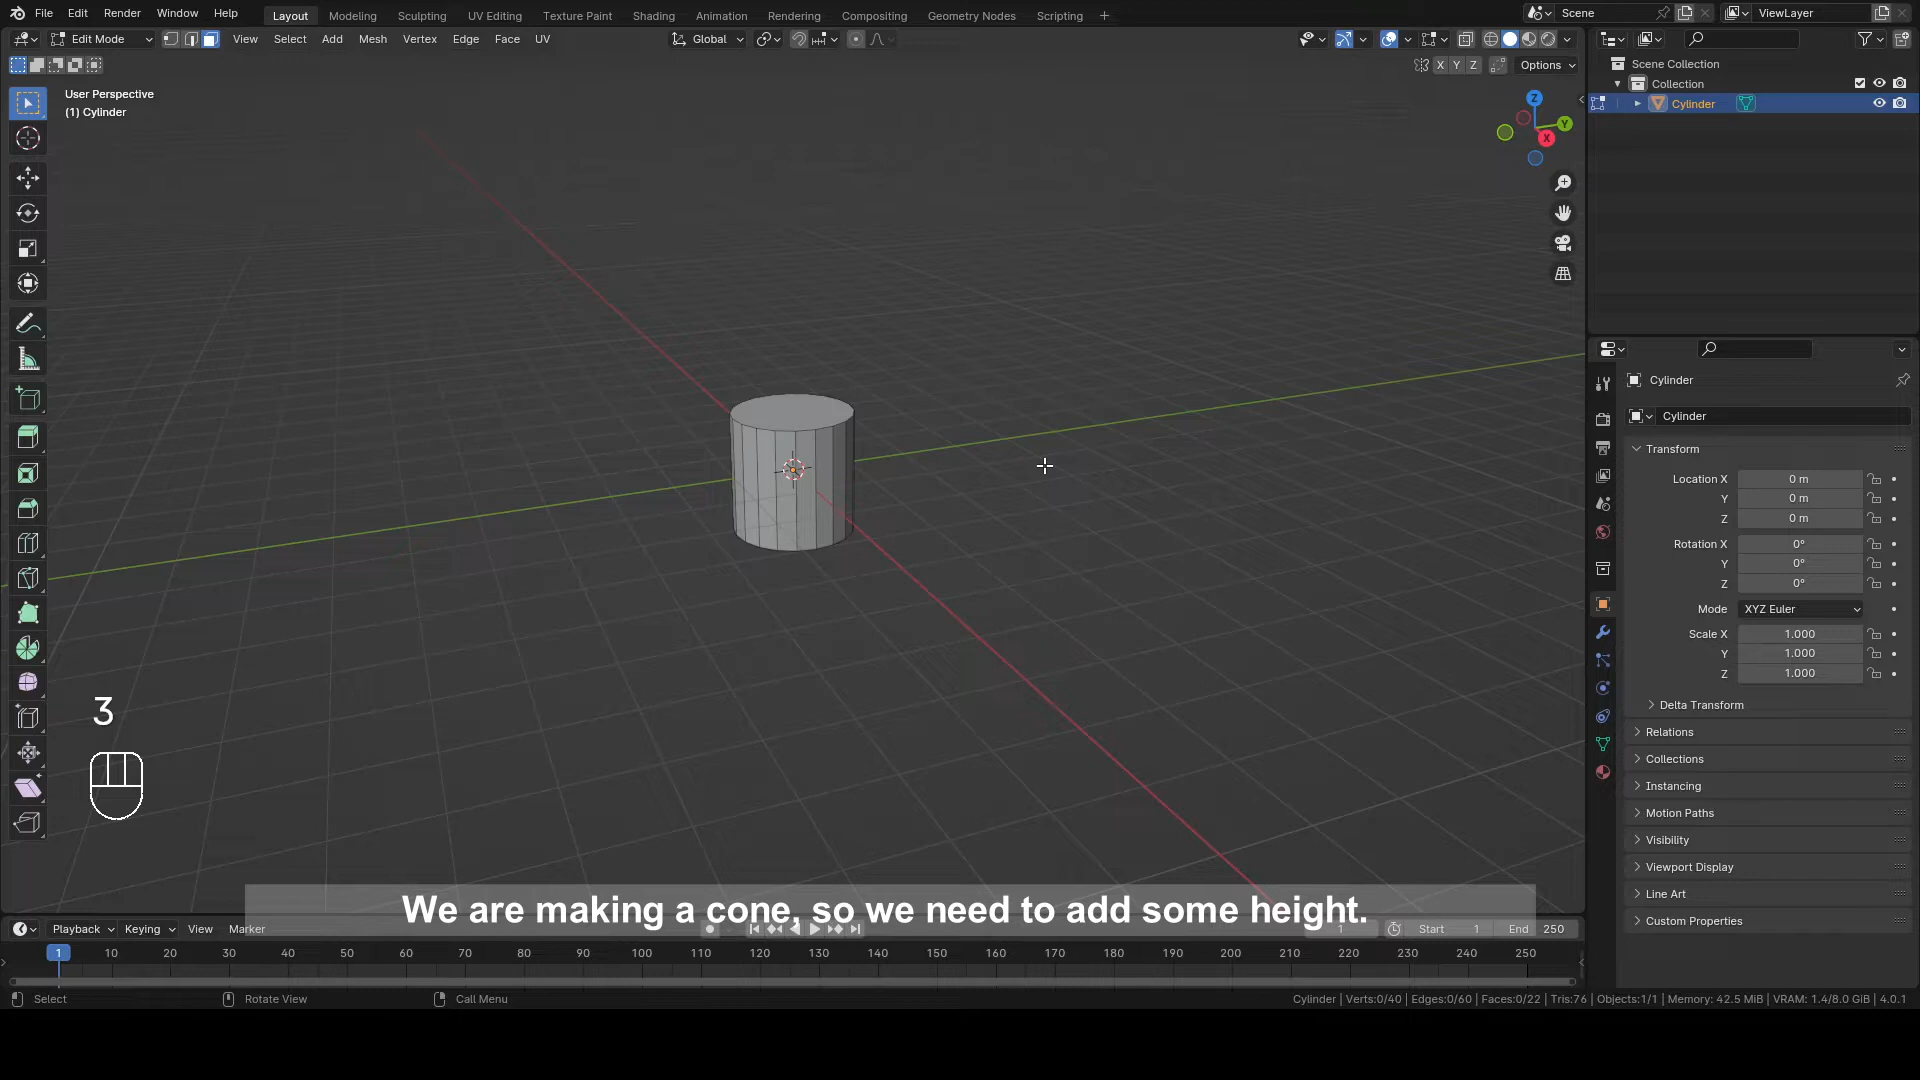 File Edit Render Window Help Layout Modeling Sculpting UV Editing Texture Paint Shading Animation Rendering Compositing Geometry Nodes Scripting + Scene ViewLayer
Edit Mode View Select Add Mesh Vertex Edge Face UV Global
X Y Z Options
User Perspective
(1) Cylinder
Z
Y
X
Scene Collection
Collection
Cylinder
Cylinder
Cylinder
Transform
Location X 0 m
Y 0 m
Z 0 m
Rotation X 0°
Y 0°
Z 0°
Mode XYZ Euler
Scale X 1.000
Y 1.000
Z 1.000
Delta Transform
Relations
Collections
Instancing
Motion Paths
Visibility
Viewport Display
Line Art
Custom Properties
3
We are making a cone, so we need to add some height.
Playback Keying View Marker 1 Start 1 End 250
1 10 20 30 40 50 60 70 80 90 100 110 120 130 140 150 160 170 180 190 200 210 220 230 240 250
Select Rotate View Call Menu Cylinder | Verts:0/40 | Edges:0/60 | Faces:0/22 | Tris:76 | Objects:1/1 | Memory: 42.5 MiB | VRAM: 1.4/8.0 GiB | 4.0.1